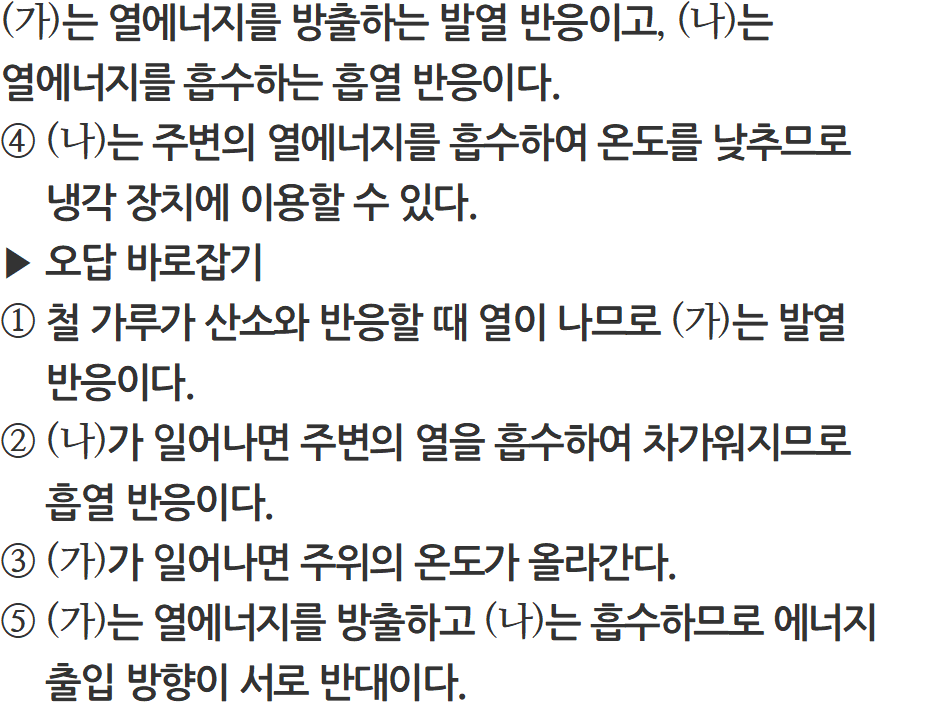 (가)는 열에너지를 방출하는 발열 반응이고, (나)는
열에너지를 흡수하는 흡열 반응이다.
④ (나)는 주변의 열에너지를 흡수하여 온도를 낮추므로
냉각 장치에 이용할 수 있다.
▶ 오답 바로잡기
① 철 가루가 산소와 반응할 때 열이 나므로 (가)는 발열
반응이다.
② (나)가 일어나면 주변의 열을 흡수하여 차가워지므로
흡열 반응이다.
③ (가)가 일어나면 주위의 온도가 올라간다.
⑤ (가)는 열에너지를 방출하고 (나)는 흡수하므로 에너지
출입 방향이 서로 반대이다.